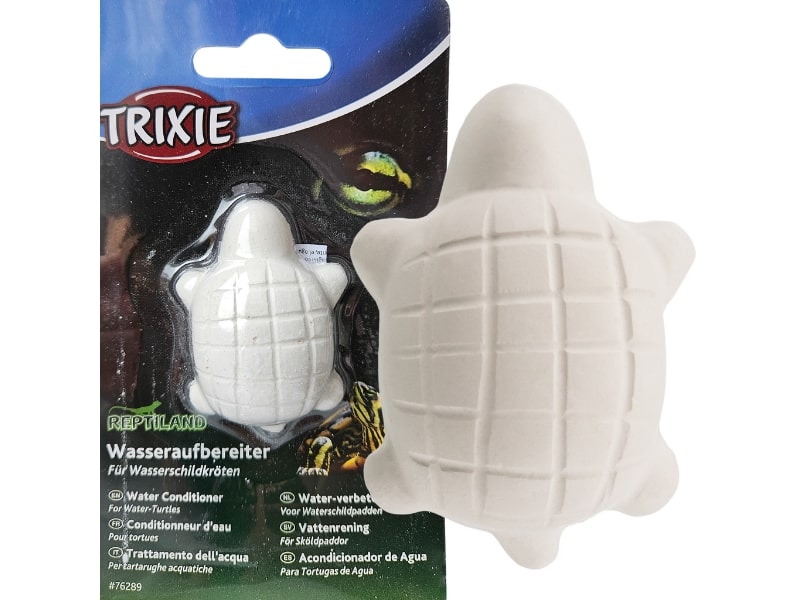 TRIXIE
REPTILAND
Wasseraufbereiter
Für Wasserschildkröten
EN Water Conditioner
For Water-Turtles
FR Conditionneur d'eau
Pour tortues
IT Trattamento dell'acqua
Per tartarughe acquatiche
NL Water-verbet
Voor Waterschildpadden
SV Vattenrening
För Sköldpaddor
ES Acondicionador de Agua
Para Tortugas de Agua
#76289